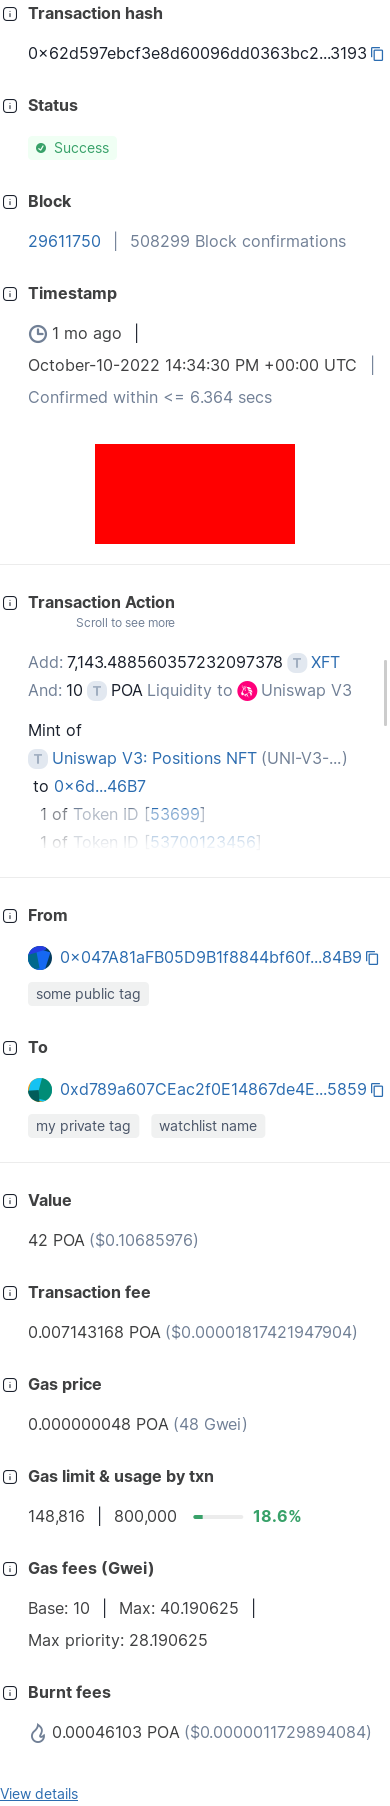 Transaction hash
0x62d597ebcf3e8d60096dd0363bc2...3193
Status
Success
Block
29611750 | 508299 Block confirmations
Timestamp
1 mo ago |
October-10-2022 14:34:30 PM +00:00 UTC |
Confirmed within <= 6.364 secs
Transaction Action
Scroll to see more
Add: 7,143.488560357232097378 T XFT
And: 10 T POA Liquidity to Uniswap V3
Mint of
T Uniswap V3: Positions NFT (UNI-V3-...)
to 0x6d...46B7
1 of Token ID [53699]
1 of Token ID [53700123456]
From
0x047A81aFB05D9B1f8844bf60f...84B9
some public tag
To
0xd789a607CEac2f0E14867de4E...5859
my private tag watchlist name
Value
42 POA ($0.10685976)
Transaction fee
0.007143168 POA ($0.00001817421947904)
Gas price
0.000000048 POA (48 Gwei)
Gas limit & usage by txn
148,816 | 800,000 18.6%
Gas fees (Gwei)
Base: 10 | Max: 40.190625 |
Max priority: 28.190625
Burnt fees
0.00046103 POA ($0.0000011729894084)
View details